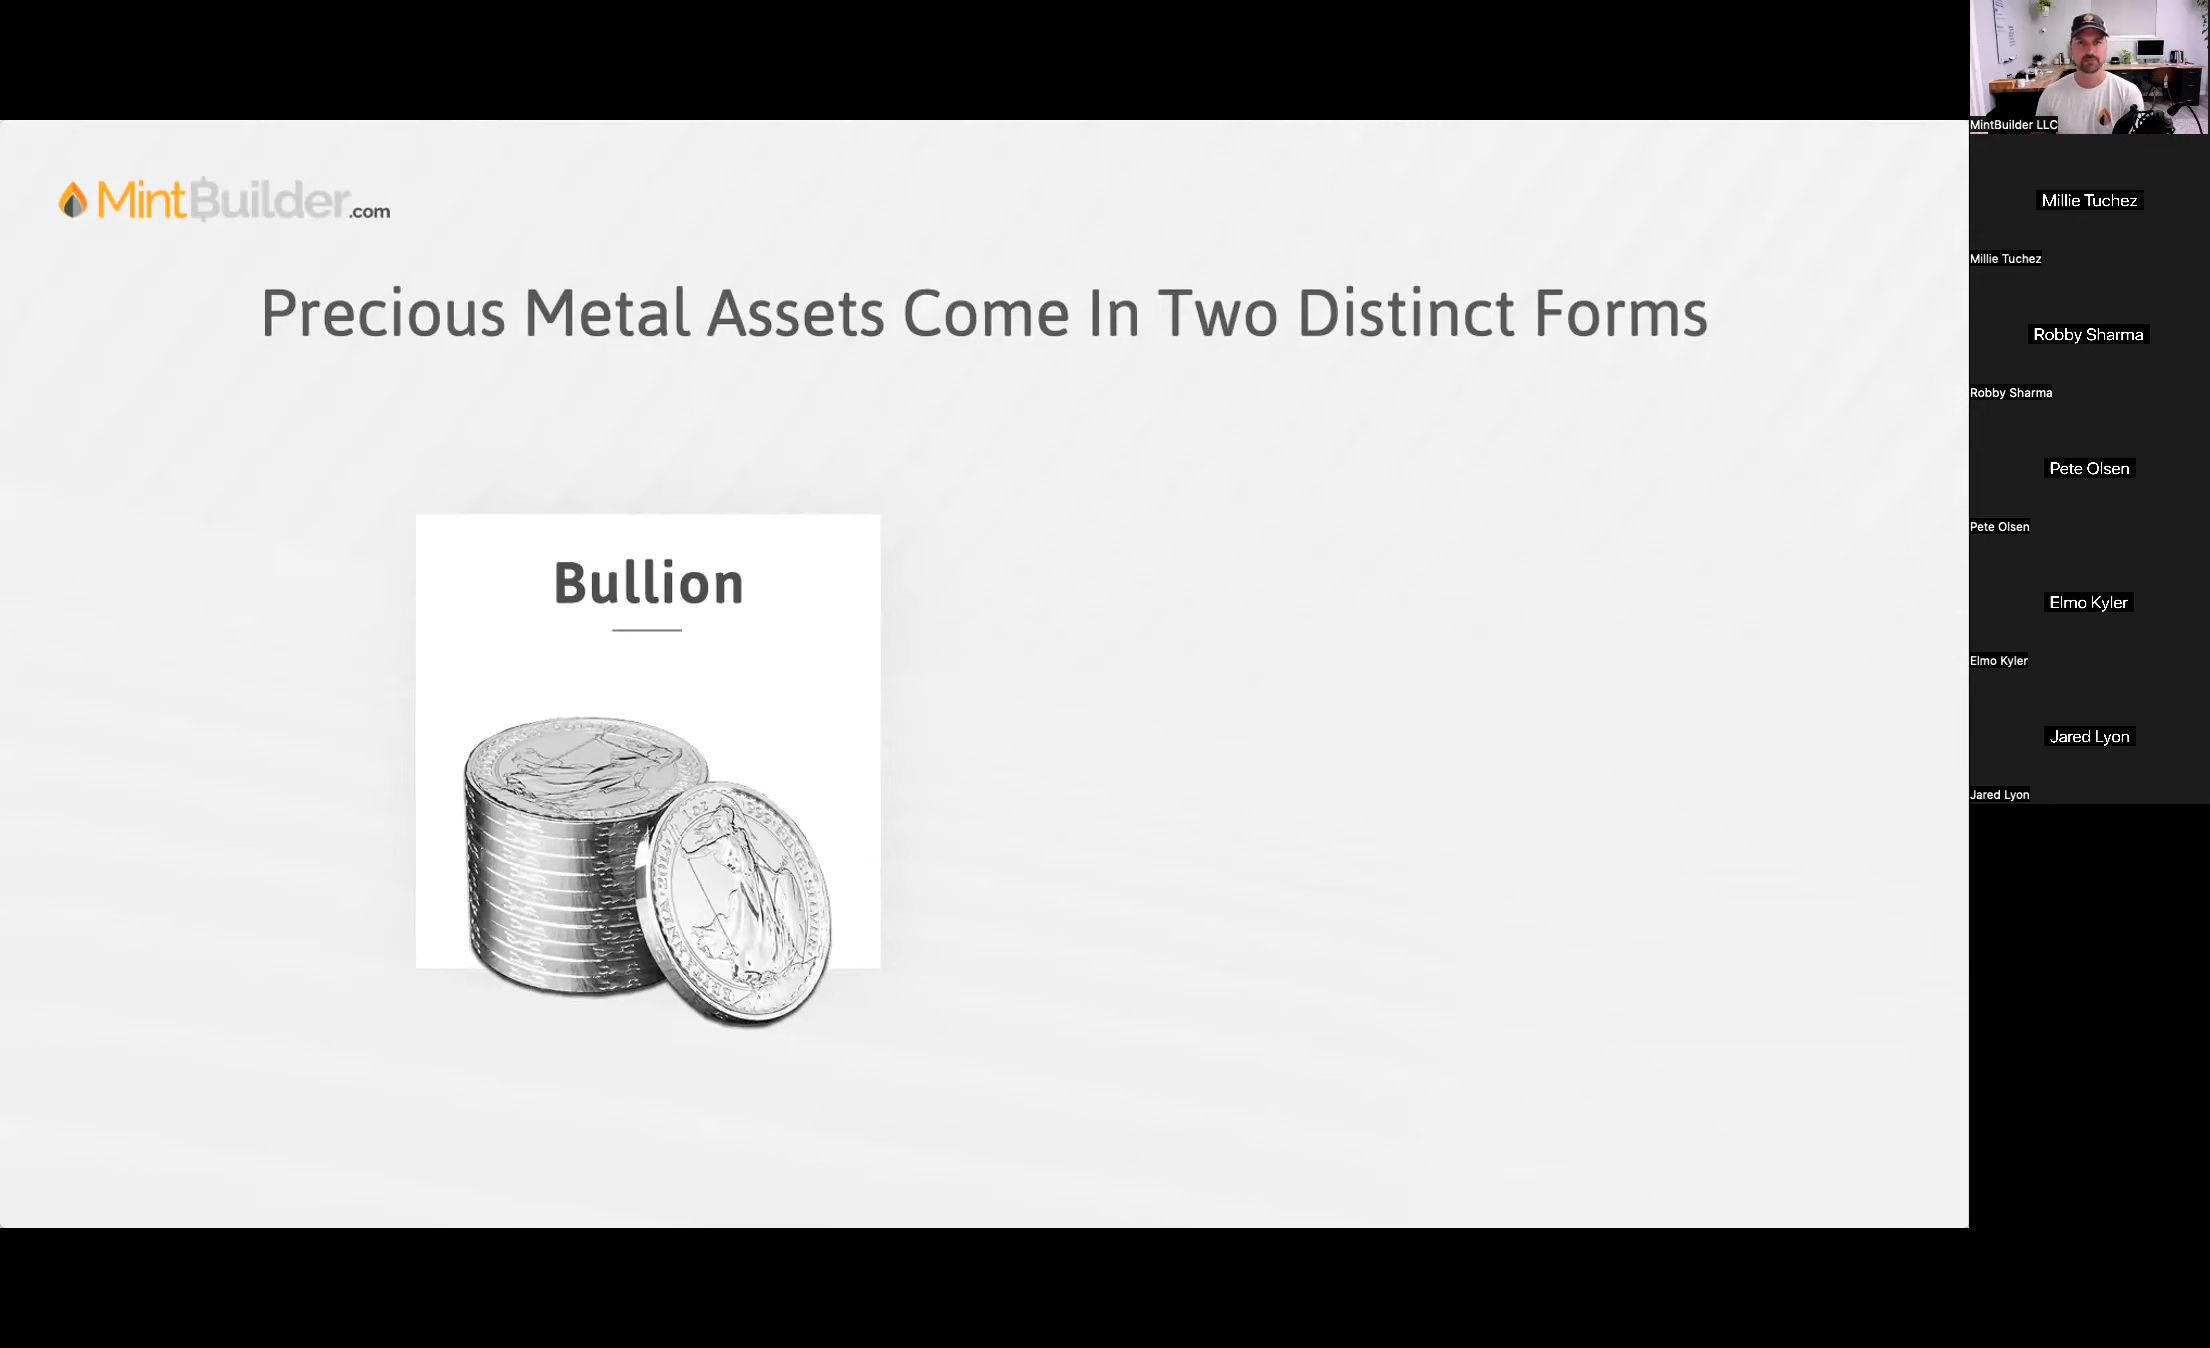 MintBuilder.com
Precious Metal Assets Come In Two Distinct Forms
Bullion
MintBuilder LLC
Millie Tuchez
Millie Tuchez
Robby Sharma
Robby Sharma
Pete Olsen
Pete Olsen
Elmo Kyler
Elmo Kyler
Jared Lyon
Jared Lyon